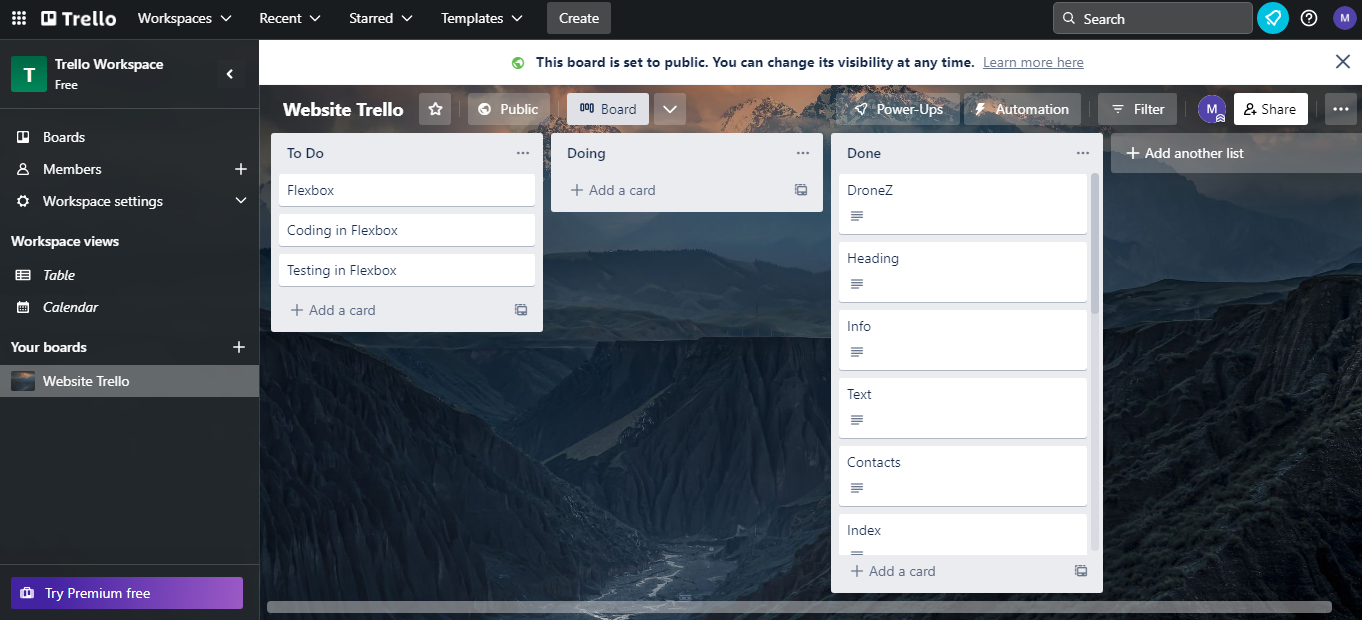 Trello Workspaces Recent Starred Templates Create Search M
T Trello Workspace
Free
This board is set to public. You can change its visibility at any time. Learn more here
Website Trello Public Board Power-Ups Automation Filter M Share
Boards
Members
Workspace settings
Workspace views
Table
Calendar
Your boards
Website Trello
Try Premium free
To Do
Flexbox
Coding in Flexbox
Testing in Flexbox
Add a card
Doing
Add a card
Done
DroneZ
Heading
Info
Text
Contacts
Index
Add a card
Add another list